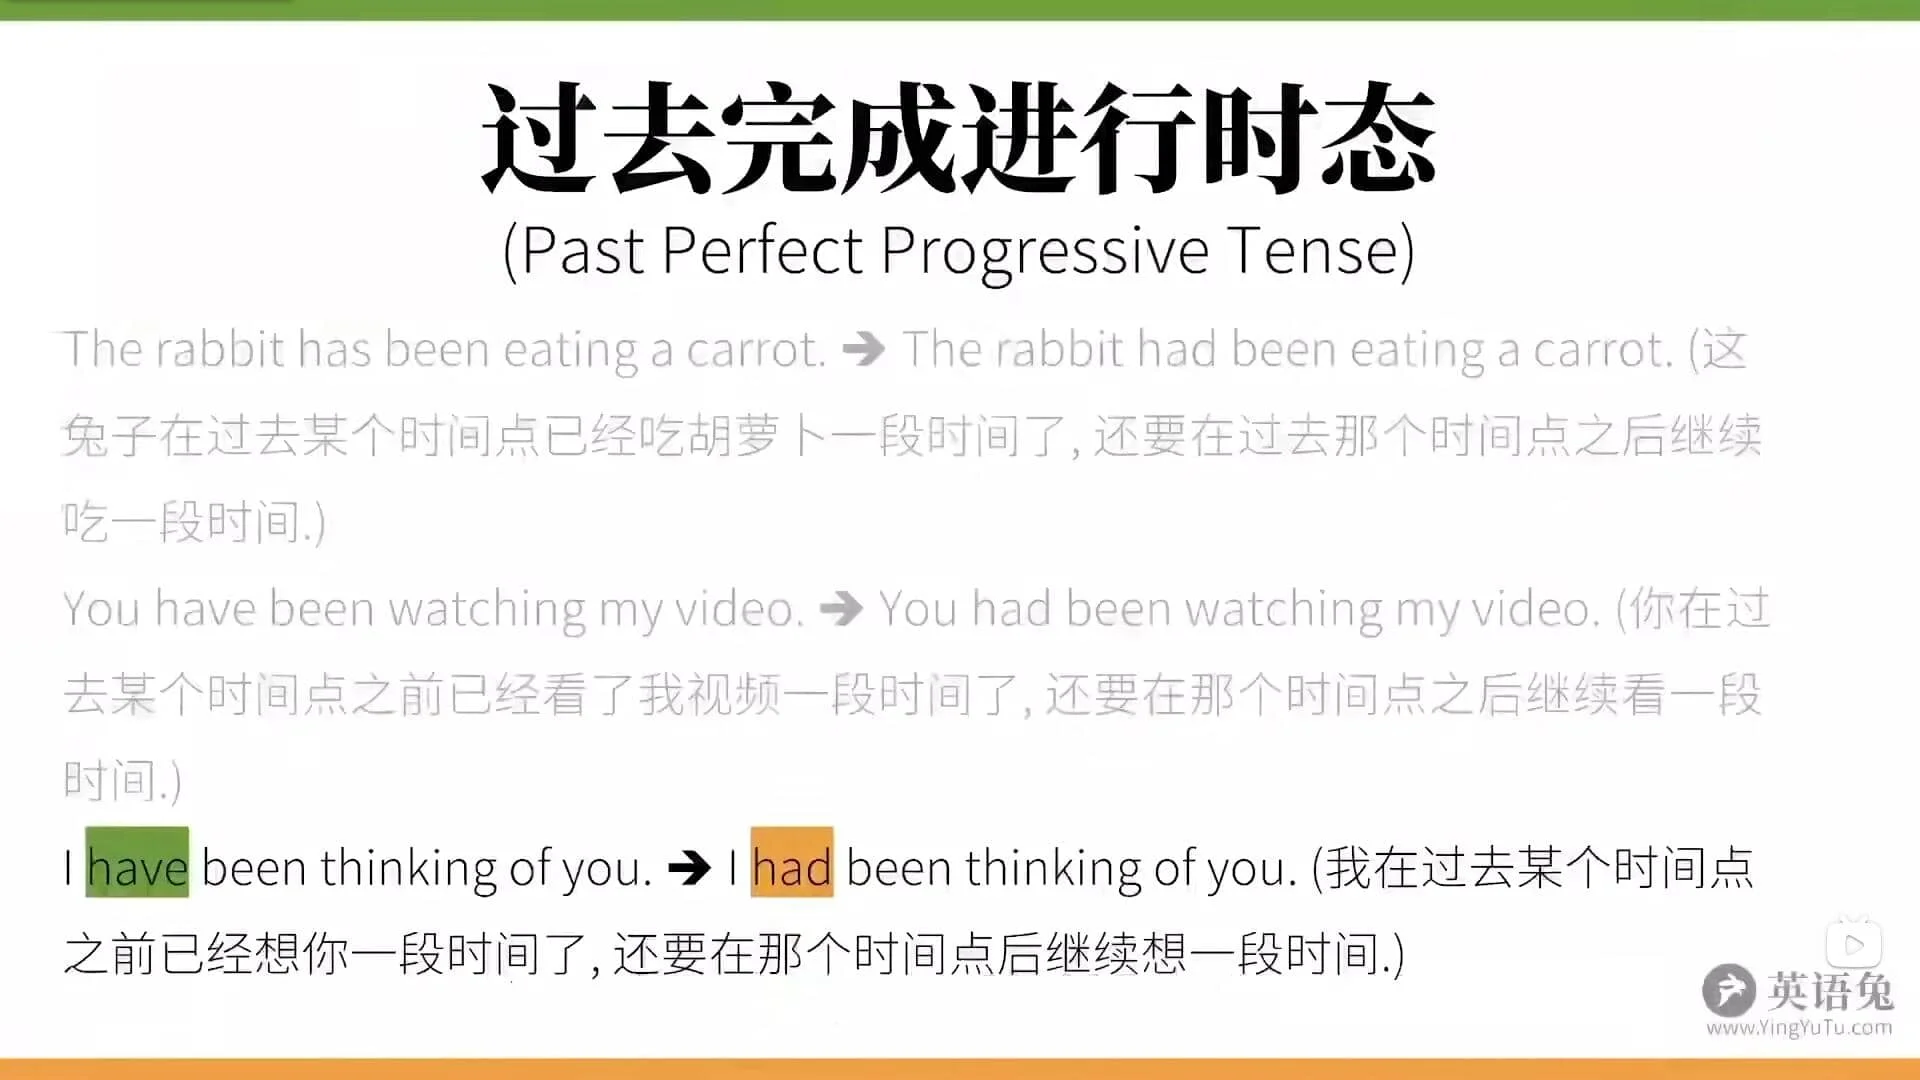 过去完成进行时态
(Past Perfect Progressive Tense)
The rabbit has been eating a carrot. ➔ The rabbit had been eating a carrot. (这
兔子在过去某个时间点已经吃胡萝卜一段时间了, 还要在过去那个时间点之后继续
吃一段时间.)
You have been watching my video. ➔ You had been watching my video. (你在过
去某个时间点之前已经看了我视频一段时间了, 还要在那个时间点之后继续看一段
时间.)
I have been thinking of you. ➔ I had been thinking of you. (我在过去某个时间点
之前已经想你一段时间了, 还要在那个时间点后继续想一段时间.)
英语兔
www.YingYuTu.com